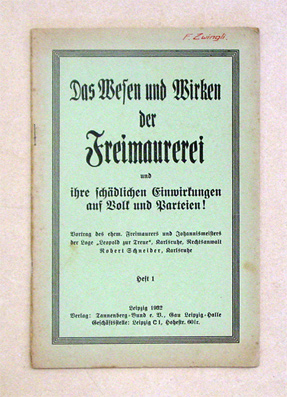 F. Zwingli.
Das Wesen und Wirken
der
Freimaurerei
und
ihre schädlichen Einwirkungen
auf Volk und Parteien!
Vortrag des ehem. Freimaurers und Johannismeisters
der Loge „Leopold zur Treue“, Karlsruhe, Rechtsanwalt
Robert Schneider, Karlsruhe
Heft 1
Leipzig 1932
Verlag: Tannenberg-Bund e. V., Gau Leipzig-Halle
Geschäftsstelle: Leipzig C 1, Hohestr.